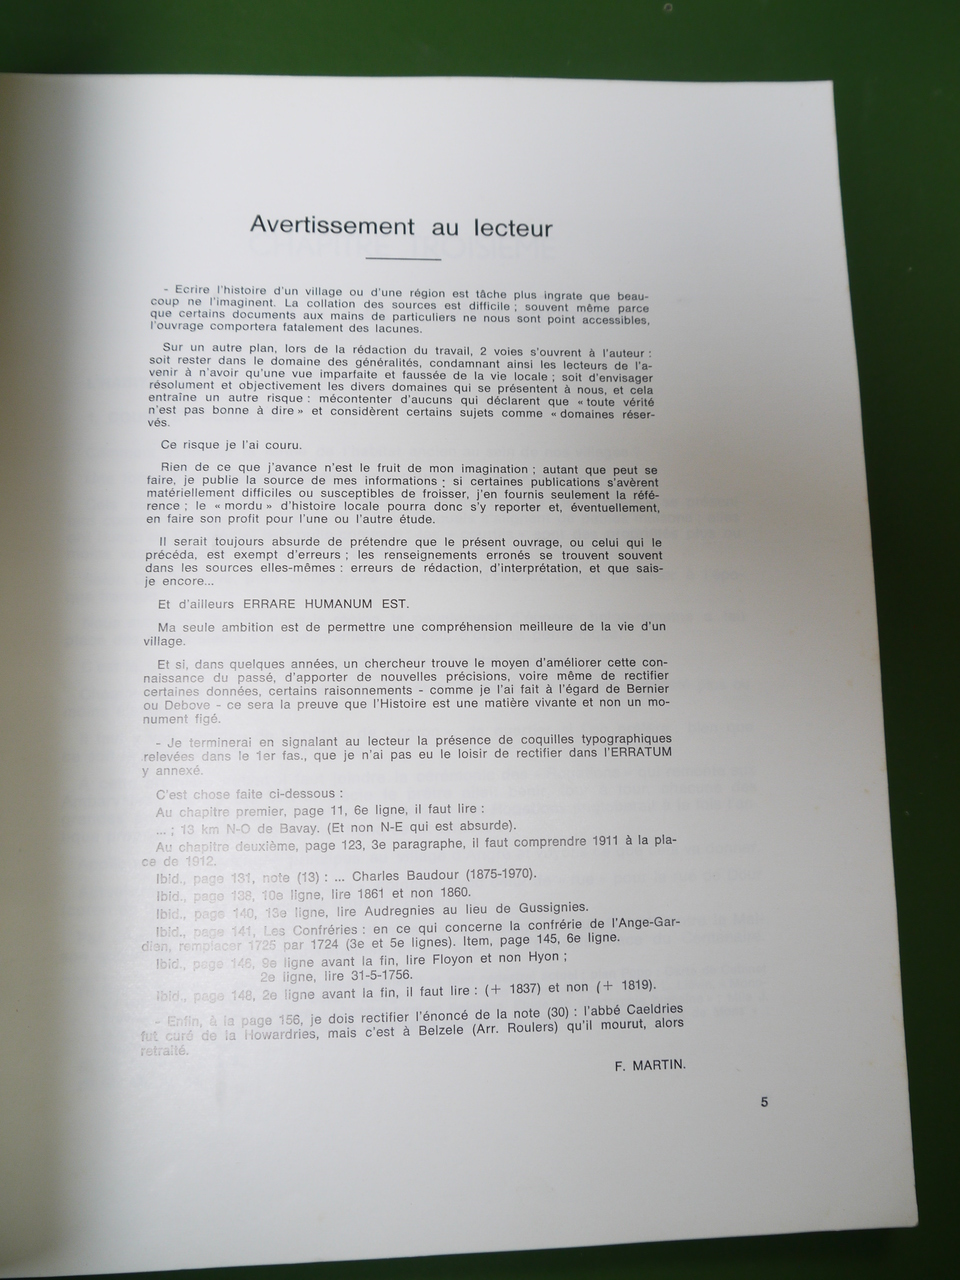 Avertissement au lecteur
- Ecrire l'histoire d'un village ou d'une région est tâche plus ingrate que beau-
coup ne l'imaginent. La collation des sources est difficile ; souvent même parce
que certains documents aux mains de particuliers ne nous sont point accessibles,
l'ouvrage comportera fatalement des lacunes.
Sur un autre plan, lors de la rédaction du travail, 2 voies s'ouvrent à l'auteur :
soit rester dans le domaine des généralités, condamnant ainsi les lecteurs de l'a-
venir à n'avoir qu'une vue imparfaite et faussée de la vie locale ; soit d'envisager
résolument et objectivement les divers domaines qui se présentent à nous, et cela
entraîne un autre risque : mécontenter d'aucuns qui déclarent que « toute vérité
n'est pas bonne à dire » et considèrent certains sujets comme « domaines réser-
vés.
Ce risque je l'ai couru.
Rien de ce que j'avance n'est le fruit de mon imagination ; autant que peut se
faire, je publie la source de mes informations ; si certaines publications s'avèrent
matériellement difficiles ou susceptibles de froisser, j'en fournis seulement la réfé-
rence ; le « mordu » d'histoire locale pourra donc s'y reporter et, éventuellement,
en faire son profit pour l'une ou l'autre étude.
Il serait toujours absurde de prétendre que le présent ouvrage, ou celui qui le
précéda, est exempt d'erreurs ; les renseignements erronés se trouvent souvent
dans les sources elles-mêmes : erreurs de rédaction, d'interprétation, et que sais-
je encore...
Et d'ailleurs ERRARE HUMANUM EST.
Ma seule ambition est de permettre une compréhension meilleure de la vie d'un
village.
Et si, dans quelques années, un chercheur trouve le moyen d'améliorer cette con-
naissance du passé, d'apporter de nouvelles précisions, voire même de rectifier
certaines données, certains raisonnements - comme je l'ai fait à l'égard de Bernier
ou Debove - ce sera la preuve que l'Histoire est une matière vivante et non un mo-
nument figé.
- Je terminerai en signalant au lecteur la présence de coquilles typographiques
relevées dans le 1er fas., que je n'ai pas eu le loisir de rectifier dans l'ERRATUM
y annexé.
C'est chose faite ci-dessous :
Au chapitre premier, page 11, 6e ligne, il faut lire :
... ; 13 km N-O de Bavay. (Et non N-E qui est absurde).
Au chapitre deuxième, page 123, 3e paragraphe, il faut comprendre 1911 à la pla-
ce de 1912.
Ibid., page 131, note (13) : ... Charles Baudour (1875-1970).
Ibid., page 138, 10e ligne, lire 1861 et non 1860.
Ibid., page 140, 13e ligne, lire Audregnies au lieu de Gussignies.
Ibid., page 141, Les Confréries : en ce qui concerne la confrérie de l'Ange-Gar-
dien, remplacer 1725 par 1724 (3e et 5e lignes). Item, page 145, 6e ligne.
Ibid., page 146, 9e ligne avant la fin, lire Floyon et non Hyon ;
2e ligne, lire 31-5-1756.
Ibid., page 148, 2e ligne avant la fin, il faut lire : (+ 1837) et non (+ 1819).
- Enfin, à la page 156, je dois rectifier l'énoncé de la note (30) : l'abbé Caeldries
fut curé de la Howardries, mais c'est à Belzele (Arr. Roulers) qu'il mourut, alors
retraité.
F. MARTIN.
5